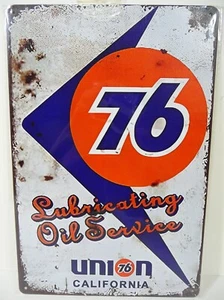 76
Lubricating
Oil Service
union 76
CALIFORNIA